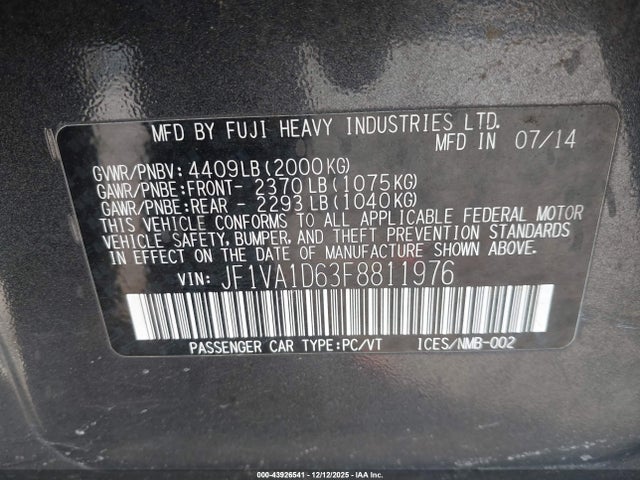 MFD BY FUJI HEAVY INDUSTRIES LTD.
MFD IN 07/14
GVWR/PNBV: 4409LB(2000KG)
GAWR/PNBE:FRONT- 2370LB(1075KG)
GAWR/PNBE:REAR - 2293LB(1040KG)
THIS VEHICLE CONFORMS TO ALL APPLICABLE FEDERAL MOTOR
VEHICLE SAFETY, BUMPER, AND THEFT PREVENTION STANDARDS
IN EFFECT ON THE DATE OF MANUFACTURE SHOWN ABOVE.
VIN: JF1VA1D63F8811976
PASSENGER CAR TYPE:PC/VT ICES/NMB-002
000-43926541 - 12/12/2025 - IAA Inc.